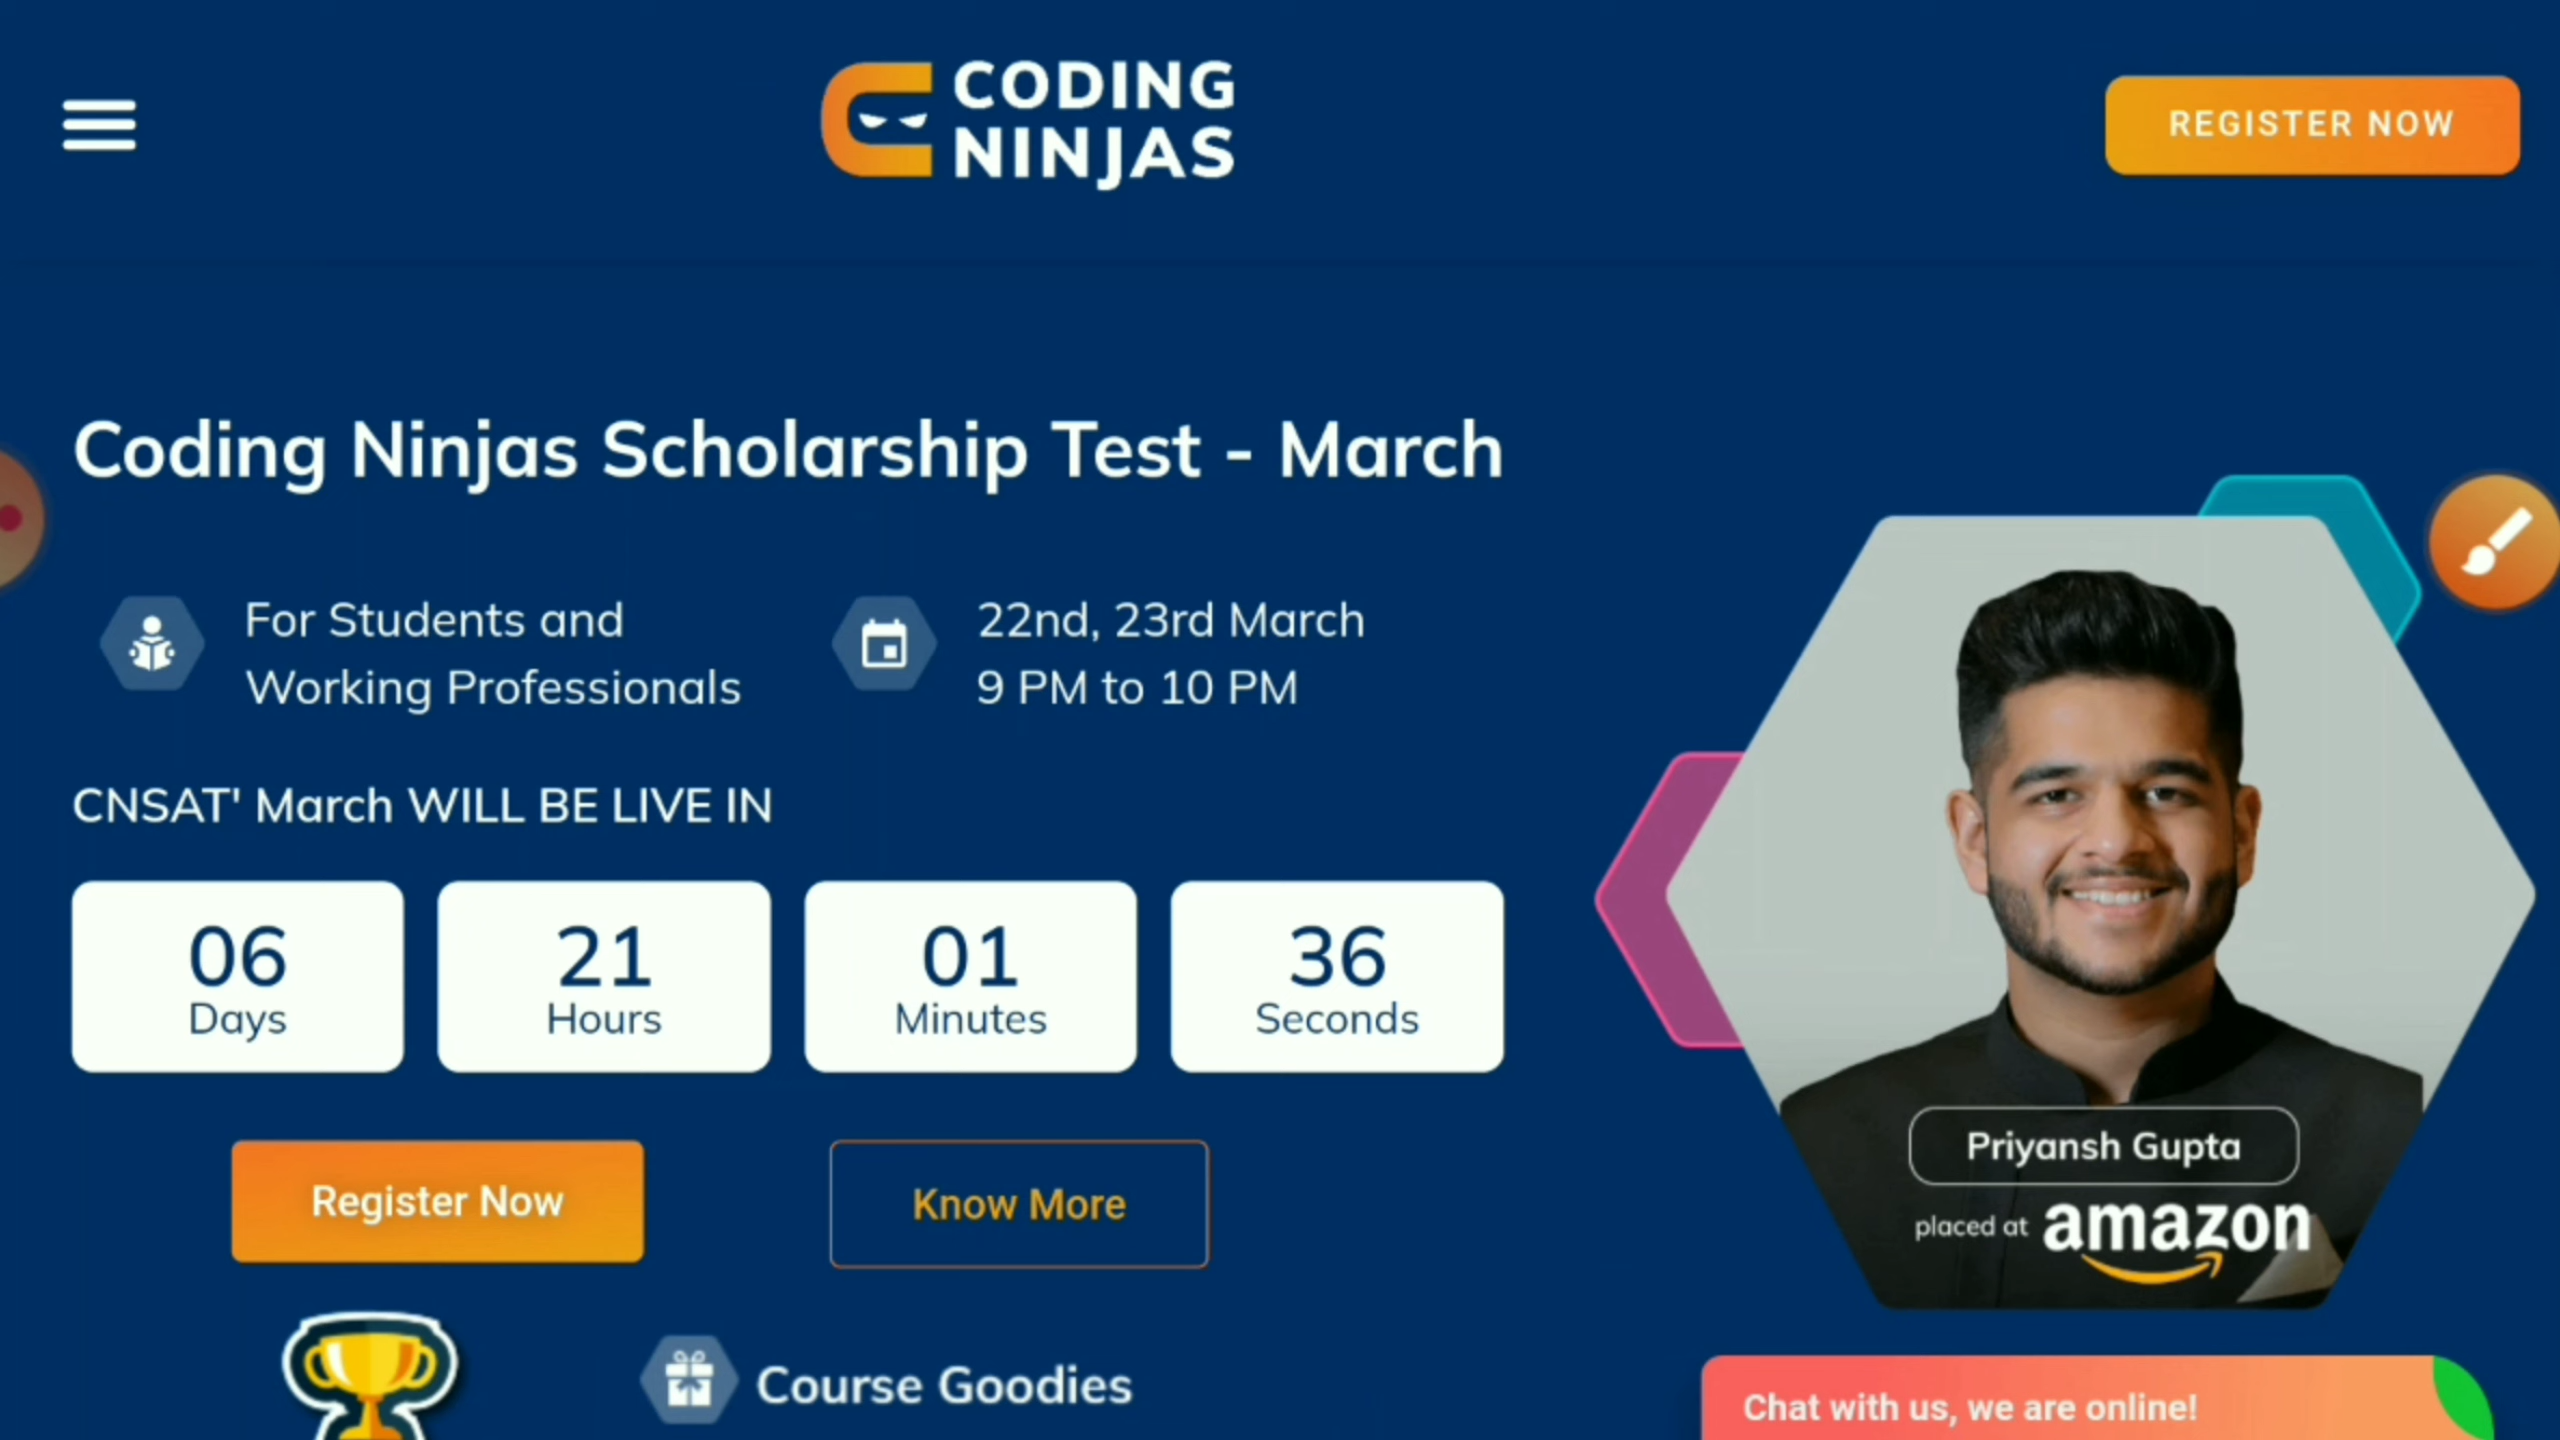 CODING
NINJAS
REGISTER NOW
Coding Ninjas Scholarship Test - March
For Students and
Working Professionals
22nd, 23rd March
9 PM to 10 PM
CNSAT' March WILL BE LIVE IN
06
Days
21
Hours
01
Minutes
36
Seconds
Register Now
Know More
Priyansh Gupta
placed at amazon
Course Goodies
Chat with us, we are online!